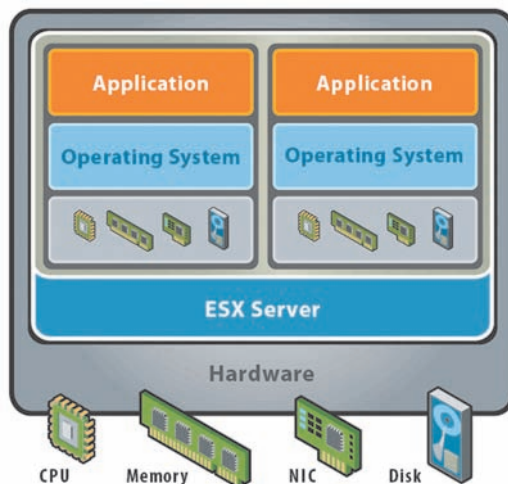 Application Application
Operating System Operating System
ESX Server
Hardware
CPU Memory NIC Disk